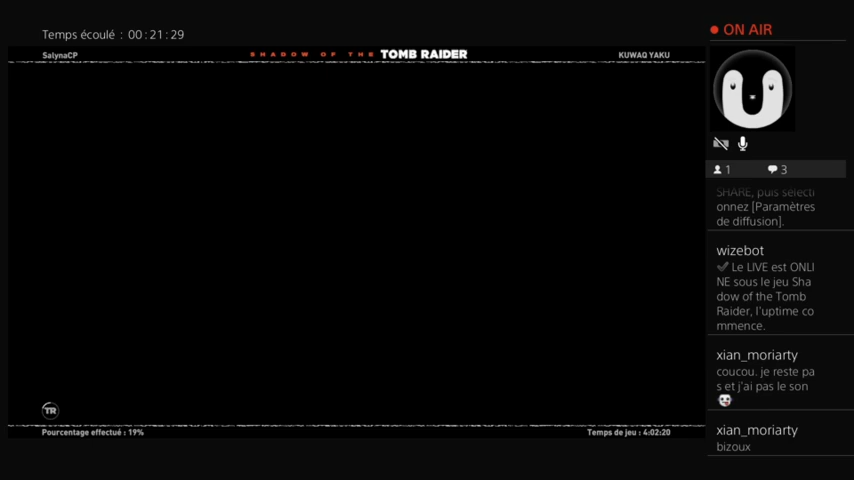 Temps écoulé : 00:21:29
SalynaCP
SHADOW OF THE TOMB RAIDER
KUWAQ YAKU
TR
Pourcentage effectué : 19%
Temps de jeu : 4:02:20
ON AIR
1
3
SHARE, puis sélecti
onnez [Paramètres
de diffusion].
wizebot
Le LIVE est ONLI
NE sous le jeu Sha
dow of the Tomb
Raider, l'uptime co
mmence.
xian_moriarty
coucou. je reste pa
s et j'ai pas le son
xian_moriarty
bizoux